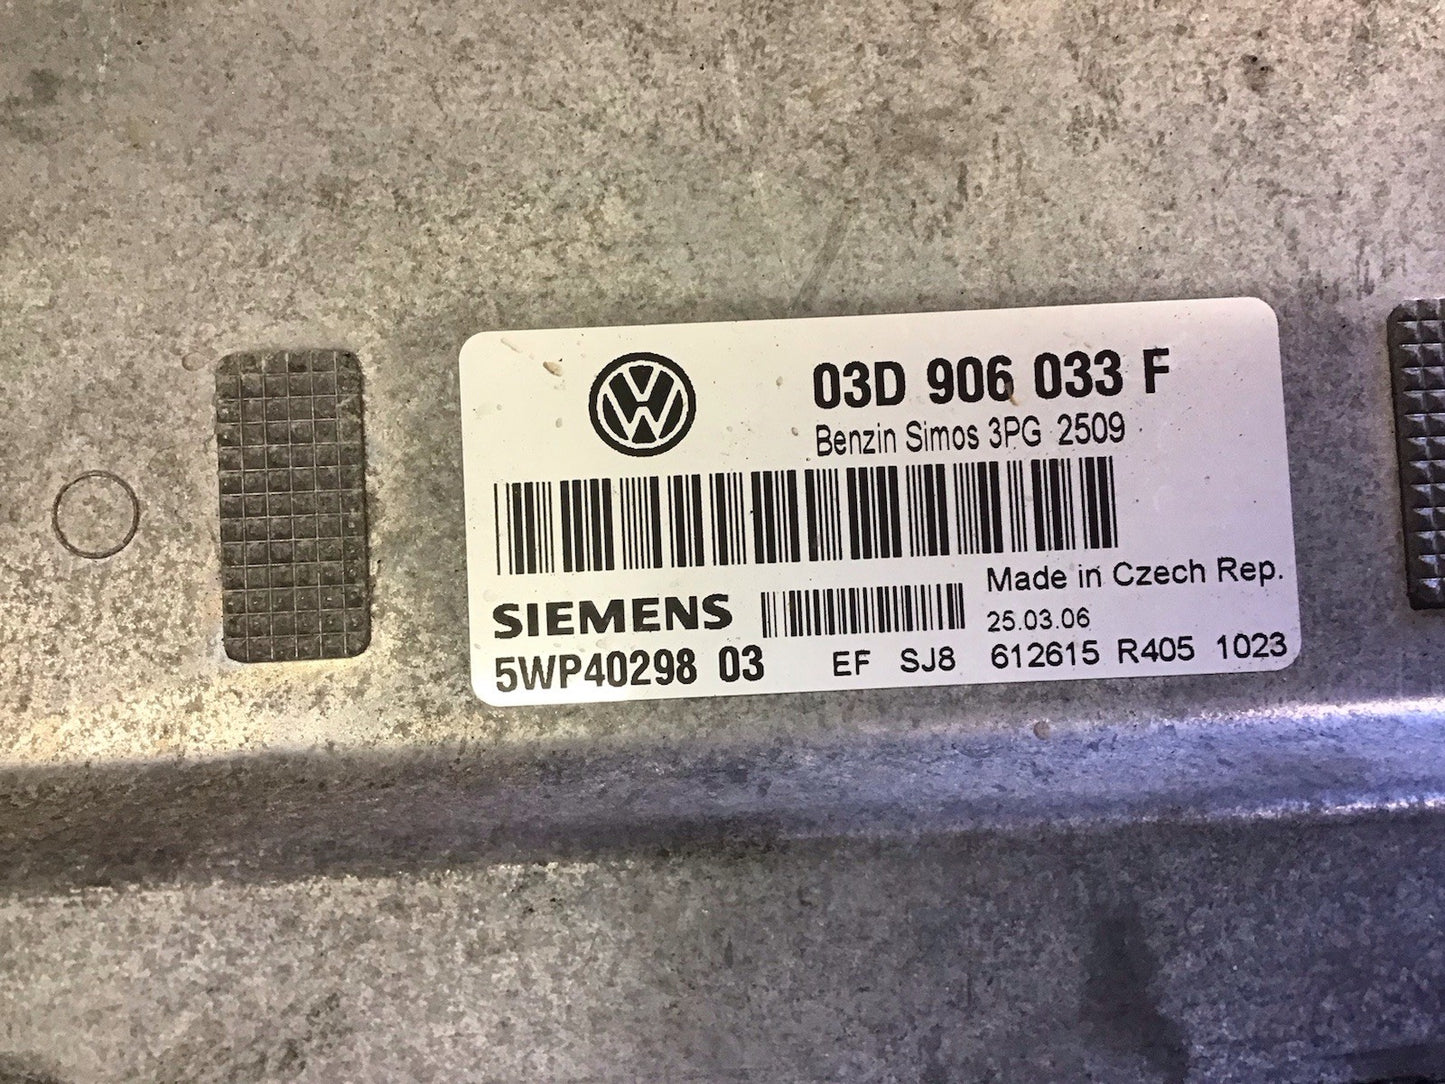 03D 906 033 F
Benzin Simos 3PG 2509
Made in Czech Rep.
SIEMENS
25.03.06
5WP40298 03 EF SJ8 612615 R405 1023